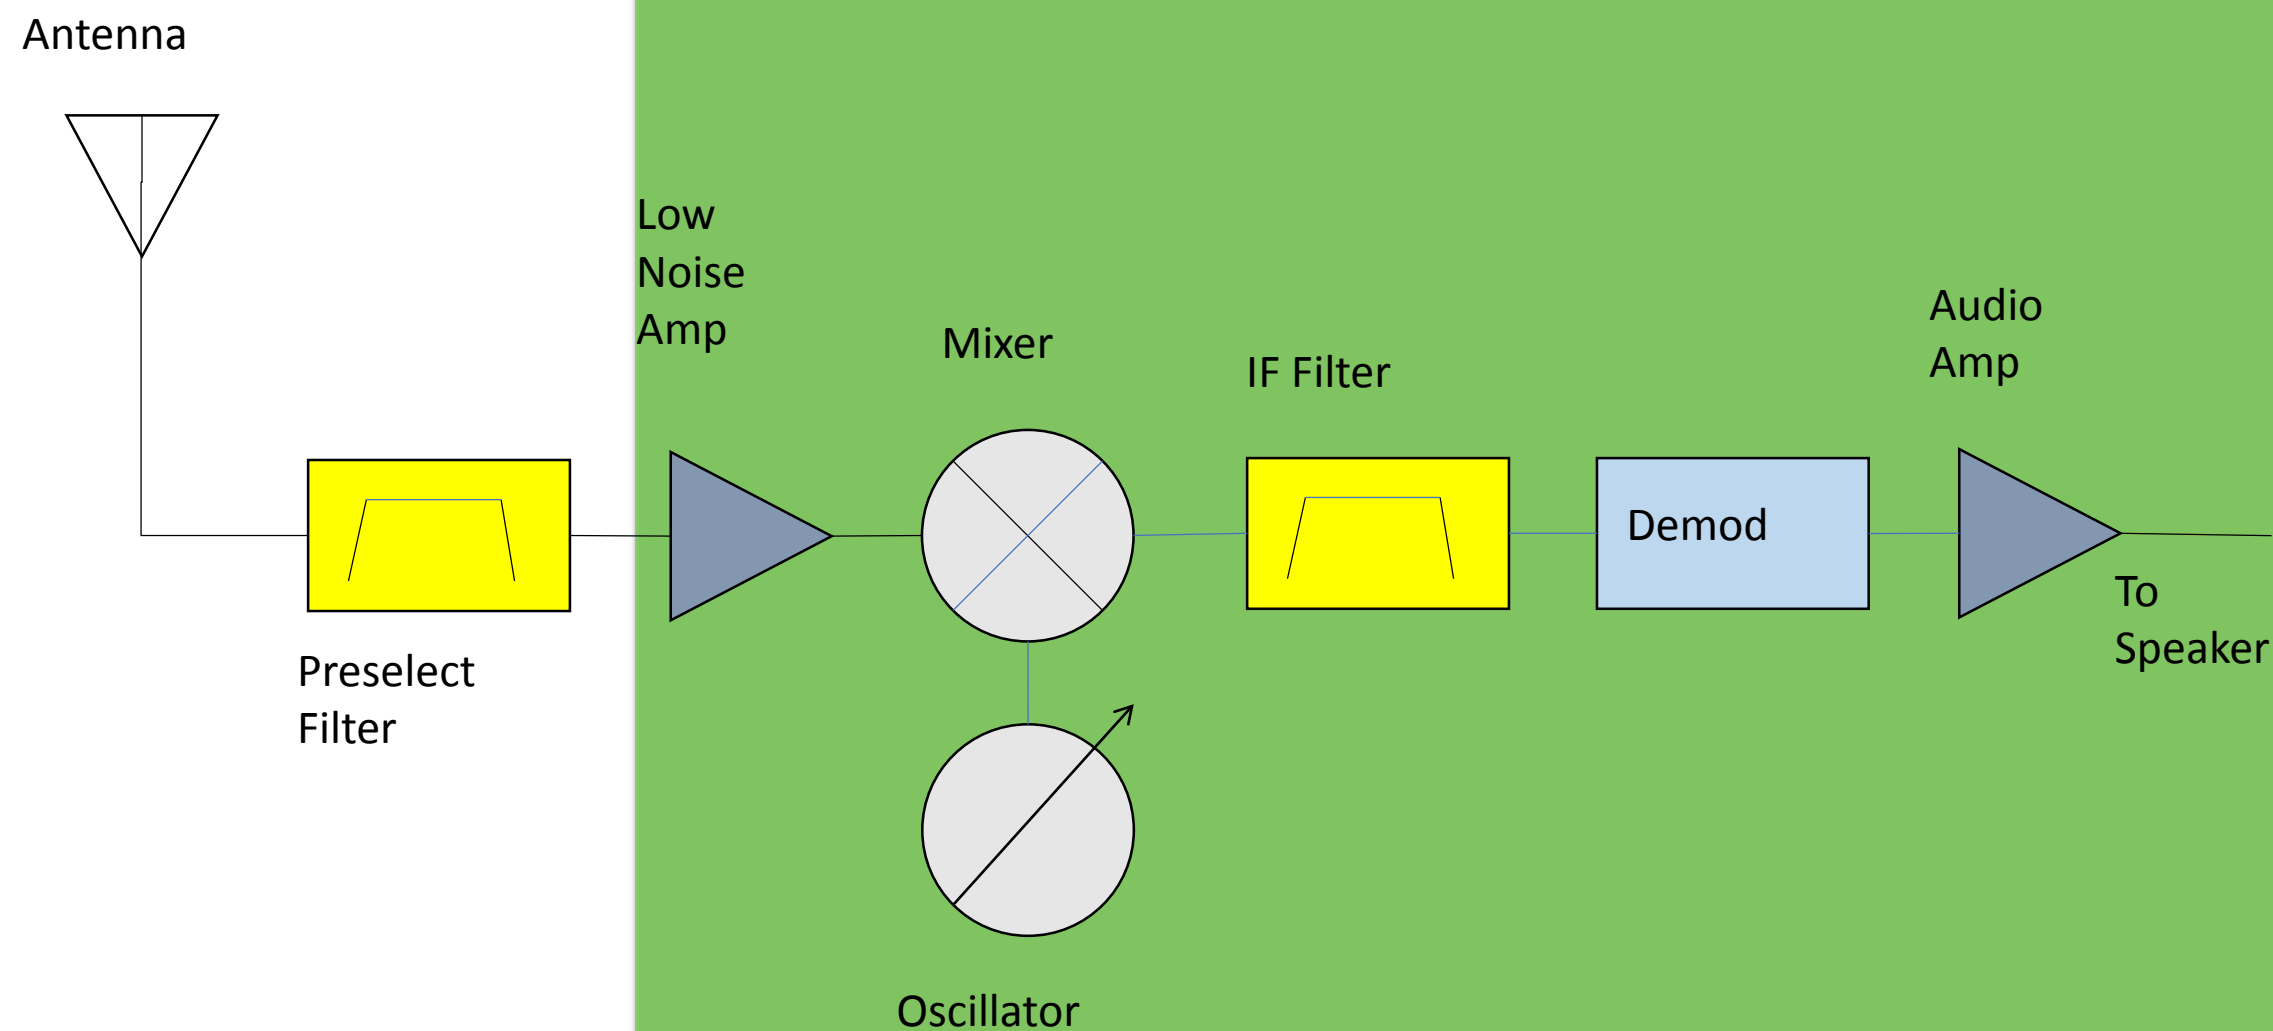 Antenna
Low
Noise
Amp
Mixer
IF Filter
Audio
Amp
Demod
To
Speaker
Preselect
Filter
Oscillator